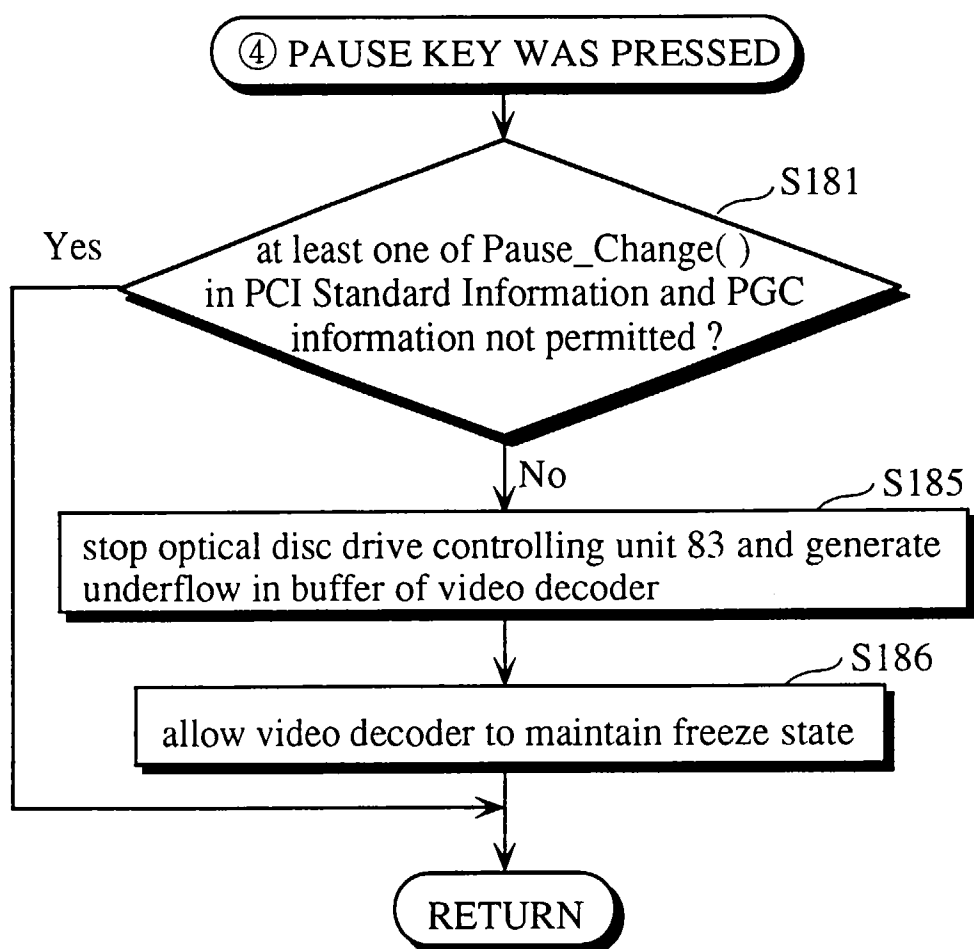 ④ PAUSE KEY WAS PRESSED
S181
Yes
at least one of Pause_Change( )
in PCI Standard Information and PGC
information not permitted ?
No
S185
stop optical disc drive controlling unit 83 and generate
underflow in buffer of video decoder
S186
allow video decoder to maintain freeze state
RETURN